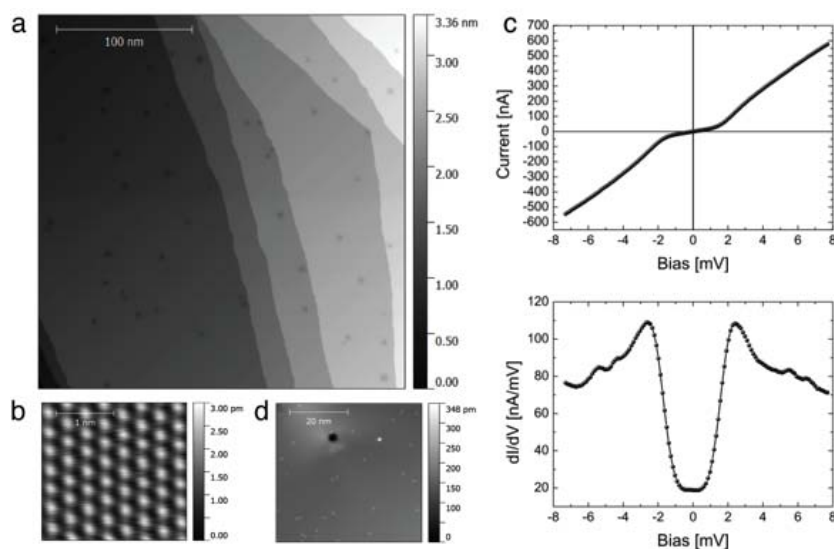 a
100 nm
3.36 nm
3.00
2.50
2.00
1.50
1.00
0.50
0.00
b
1 nm
3.00 pm
2.00
1.50
1.00
0.50
0.00
d
20 nm
348 pm
300
250
200
150
100
50
0
c
700
600
500
400
300
200
100
0
-100
-200
-300
-400
-500
-600
Current [nA]
-8 -6 -4 -2 0 2 4 6 8
Bias [mV]
120
100
80
60
40
20
dI/dV [nA/mV]
-8 -6 -4 -2 0 2 4 6 8
Bias [mV]